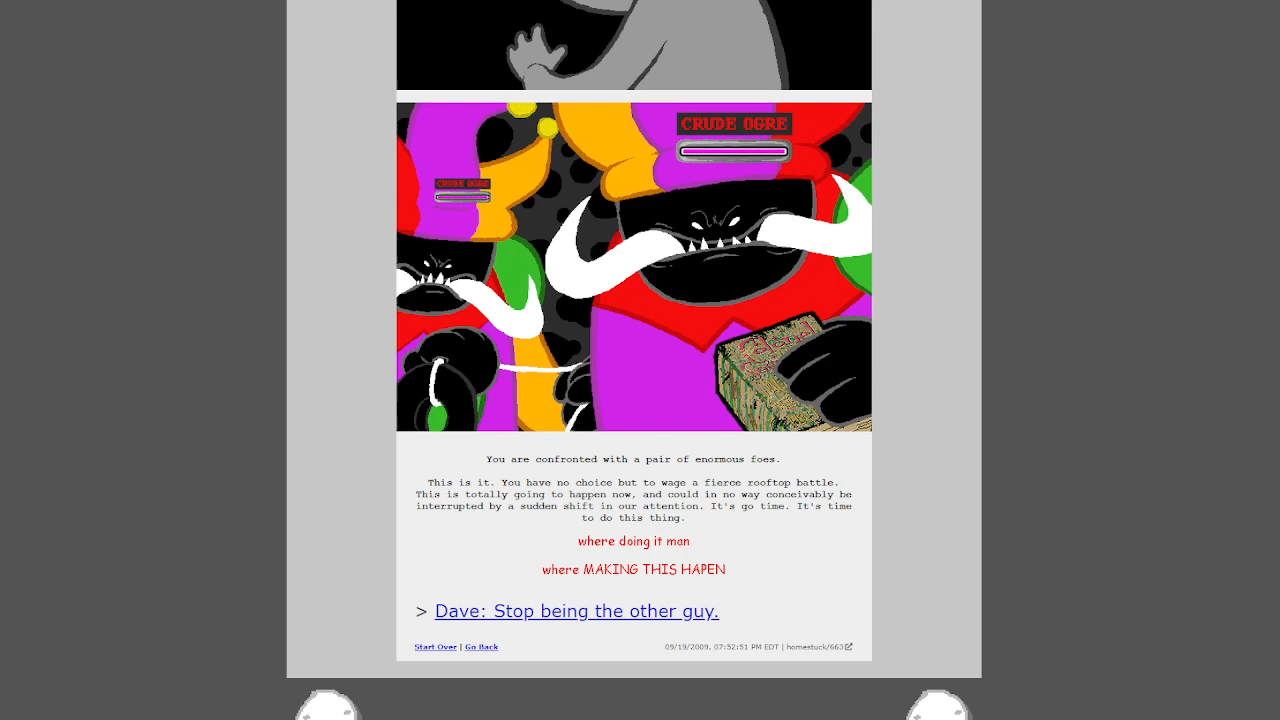 CRUDE OGRE
CRUDE OGRE
You are confronted with a pair of enormous foes.
This is it. You have no choice but to wage a fierce rooftop battle.
This is totally going to happen now, and could in no way conceivably be
interrupted by a sudden shift in our attention. It's go time. It's time
to do this thing.
where doing it man
where MAKING THIS HAPEN
> Dave: Stop being the other guy.
Start Over | Go Back
09/19/2009, 07:52:51 PM EDT | homestuck/663